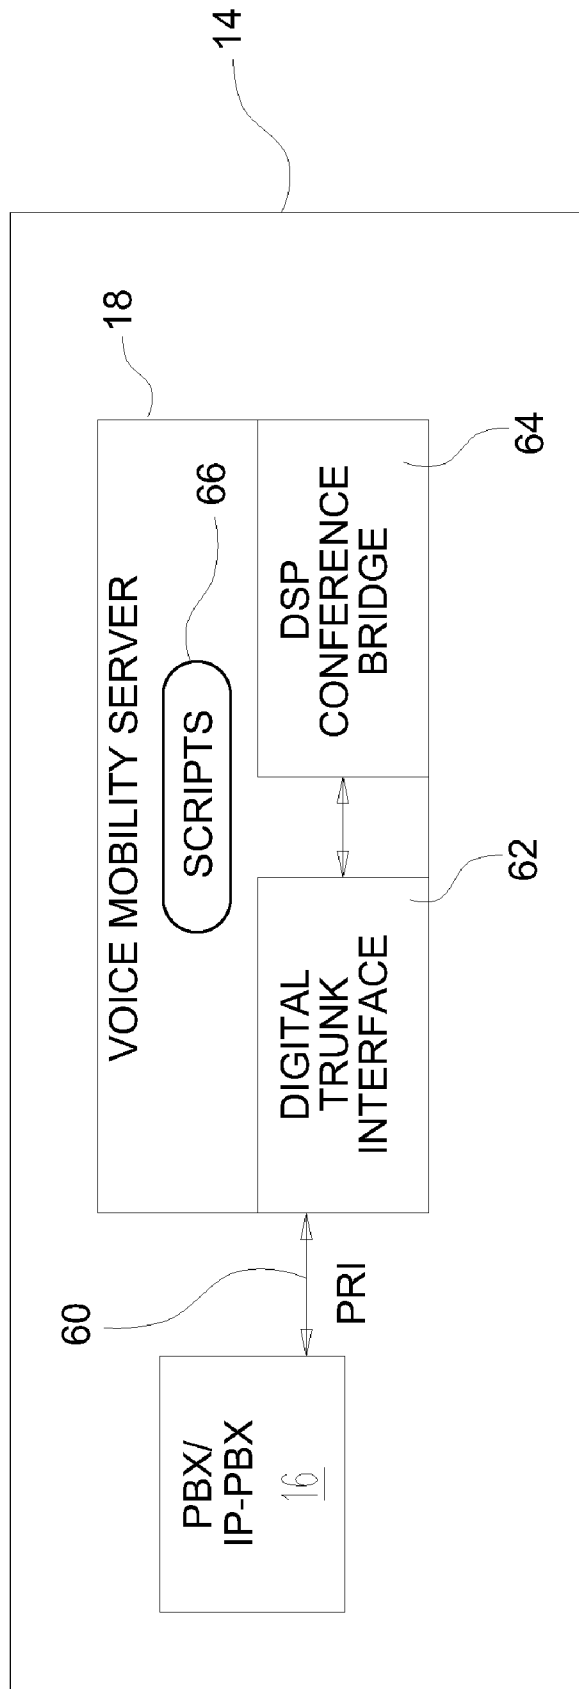 14
18
VOICE MOBILITY SERVER
66
SCRIPTS
DIGITAL
TRUNK
INTERFACE
DSP
CONFERENCE
BRIDGE
64
62
60
PRI
PBX/
IP-PBX
16